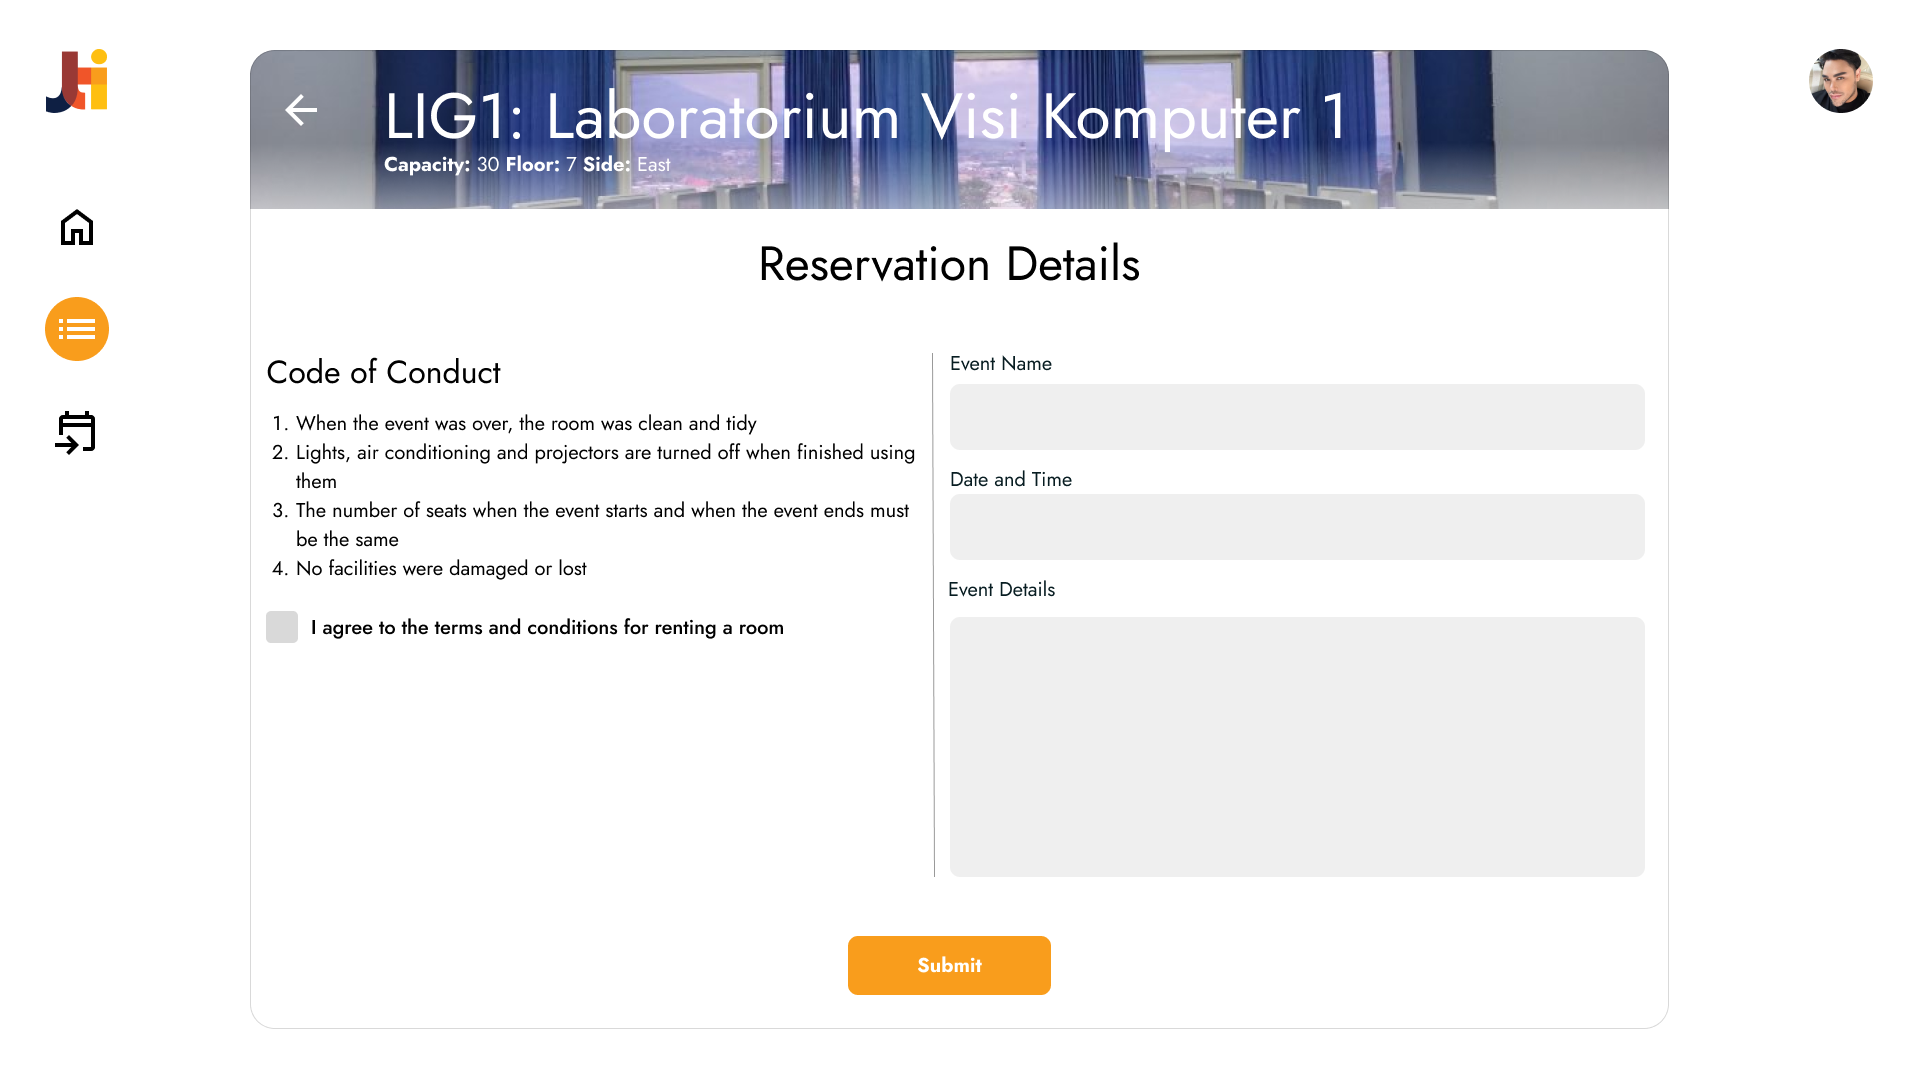 Jti
LIG1: Laboratorium Visi Komputer 1
Capacity: 30 Floor: 7 Side: East
Reservation Details
Code of Conduct
1. When the event was over, the room was clean and tidy
2. Lights, air conditioning and projectors are turned off when finished using
them
3. The number of seats when the event starts and when the event ends must
be the same
4. No facilities were damaged or lost
I agree to the terms and conditions for renting a room
Event Name
Date and Time
Event Details
Submit